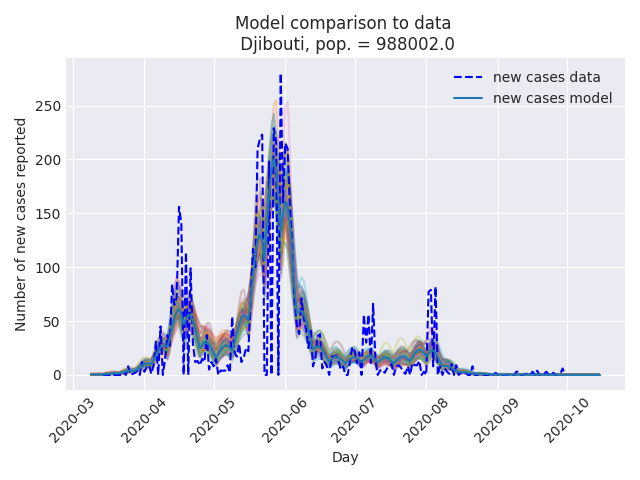 Model comparison to data
Djibouti, pop. = 988002.0
new cases data
new cases model
Number of new cases reported
250
200
150
100
50
0
2020-03
2020-04
2020-05
2020-06
2020-07
2020-08
2020-09
2020-10
Day